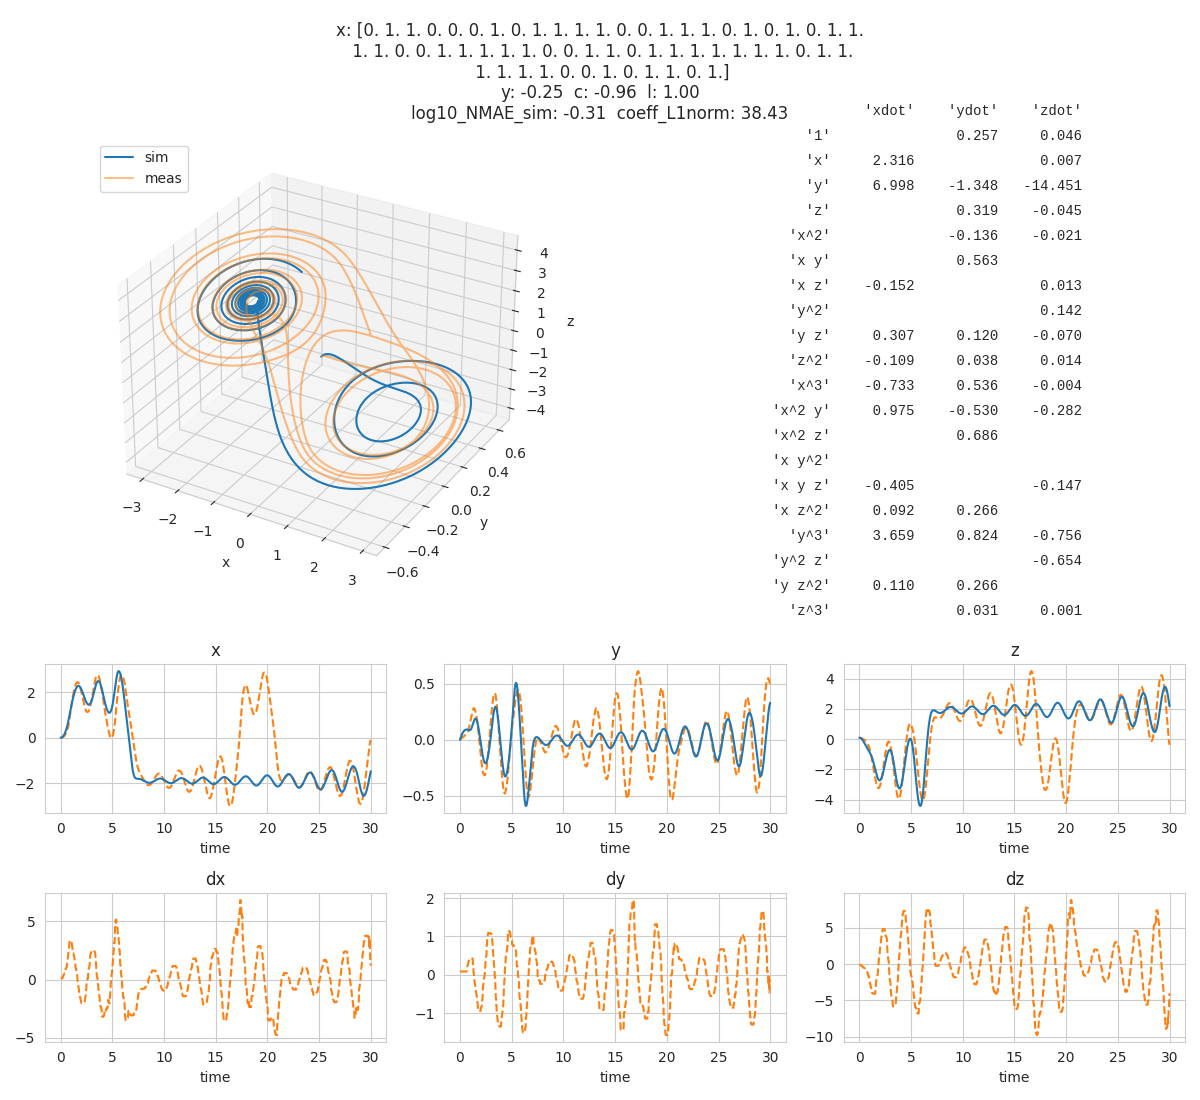 x: [0. 1. 1. 0. 0. 0. 1. 0. 1. 1. 1. 1. 0. 0. 1. 1. 1. 0. 1. 0. 1. 0. 1. 1.
1. 1. 0. 0. 1. 1. 1. 1. 1. 0. 0. 1. 1. 0. 1. 1. 1. 1. 1. 1. 1. 0. 1. 1.
1. 1. 1. 1. 0. 0. 1. 0. 1. 1. 0. 1.]
y: -0.25 c: -0.96 l: 1.00
log10_NMAE_sim: -0.31 coeff_L1norm: 38.43
'xdot' 'ydot' 'zdot'
'1' 0.257 0.046
'x' 2.316 0.007
'y' 6.998 -1.348 -14.451
'z' 0.319 -0.045
'x^2' -0.136 -0.021
'x y' 0.563
'x z' -0.152 0.013
'y^2' 0.142
'y z' 0.307 0.120 -0.070
'z^2' -0.109 0.038 0.014
'x^3' -0.733 0.536 -0.004
'x^2 y' 0.975 -0.530 -0.282
'x^2 z' 0.686
'x y^2'
'x y z' -0.405 -0.147
'x z^2' 0.092 0.266
'y^3' 3.659 0.824 -0.756
'y^2 z' -0.654
'y z^2' 0.110 0.266
'z^3' 0.031 0.001
sim
meas
4
3
2
1
0
−1
−2
−3
−4
z
0.6
0.4
0.2
0.0
−0.2
−0.4
−0.6
y
−3
−2
−1
0
1
2
3
x
x
2
0
−2
0 5 10 15 20 25 30
time
y
0.5
0.0
−0.5
0 5 10 15 20 25 30
time
z
4
2
0
−2
−4
0 5 10 15 20 25 30
time
dx
5
0
−5
0 5 10 15 20 25 30
time
dy
2
1
0
−1
0 5 10 15 20 25 30
time
dz
5
0
−5
−10
0 5 10 15 20 25 30
time